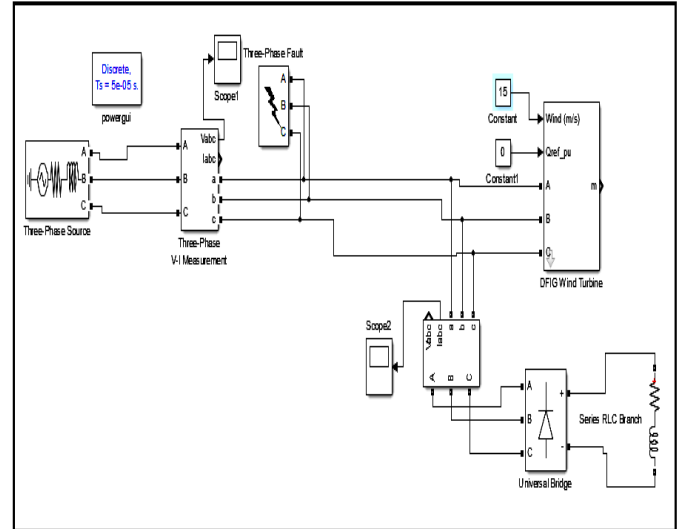 Discrete,
Ts = 5e-05 s.
powergui
Scope1
Three-Phase Fault
A
B
C
15
Constant
0
Constant1
Wind (m/s)
Qref_pu
A
B
C
m
DFIG Wind Turbine
A
B
C
Three-Phase Source
A
B
C
Vabc
Iabc
a
b
c
Three-Phase
V-I Measurement
Scope2
Vabc
Iabc
a
b
c
A
B
C
A
B
C
+
-
Universal Bridge
Series RLC Branch